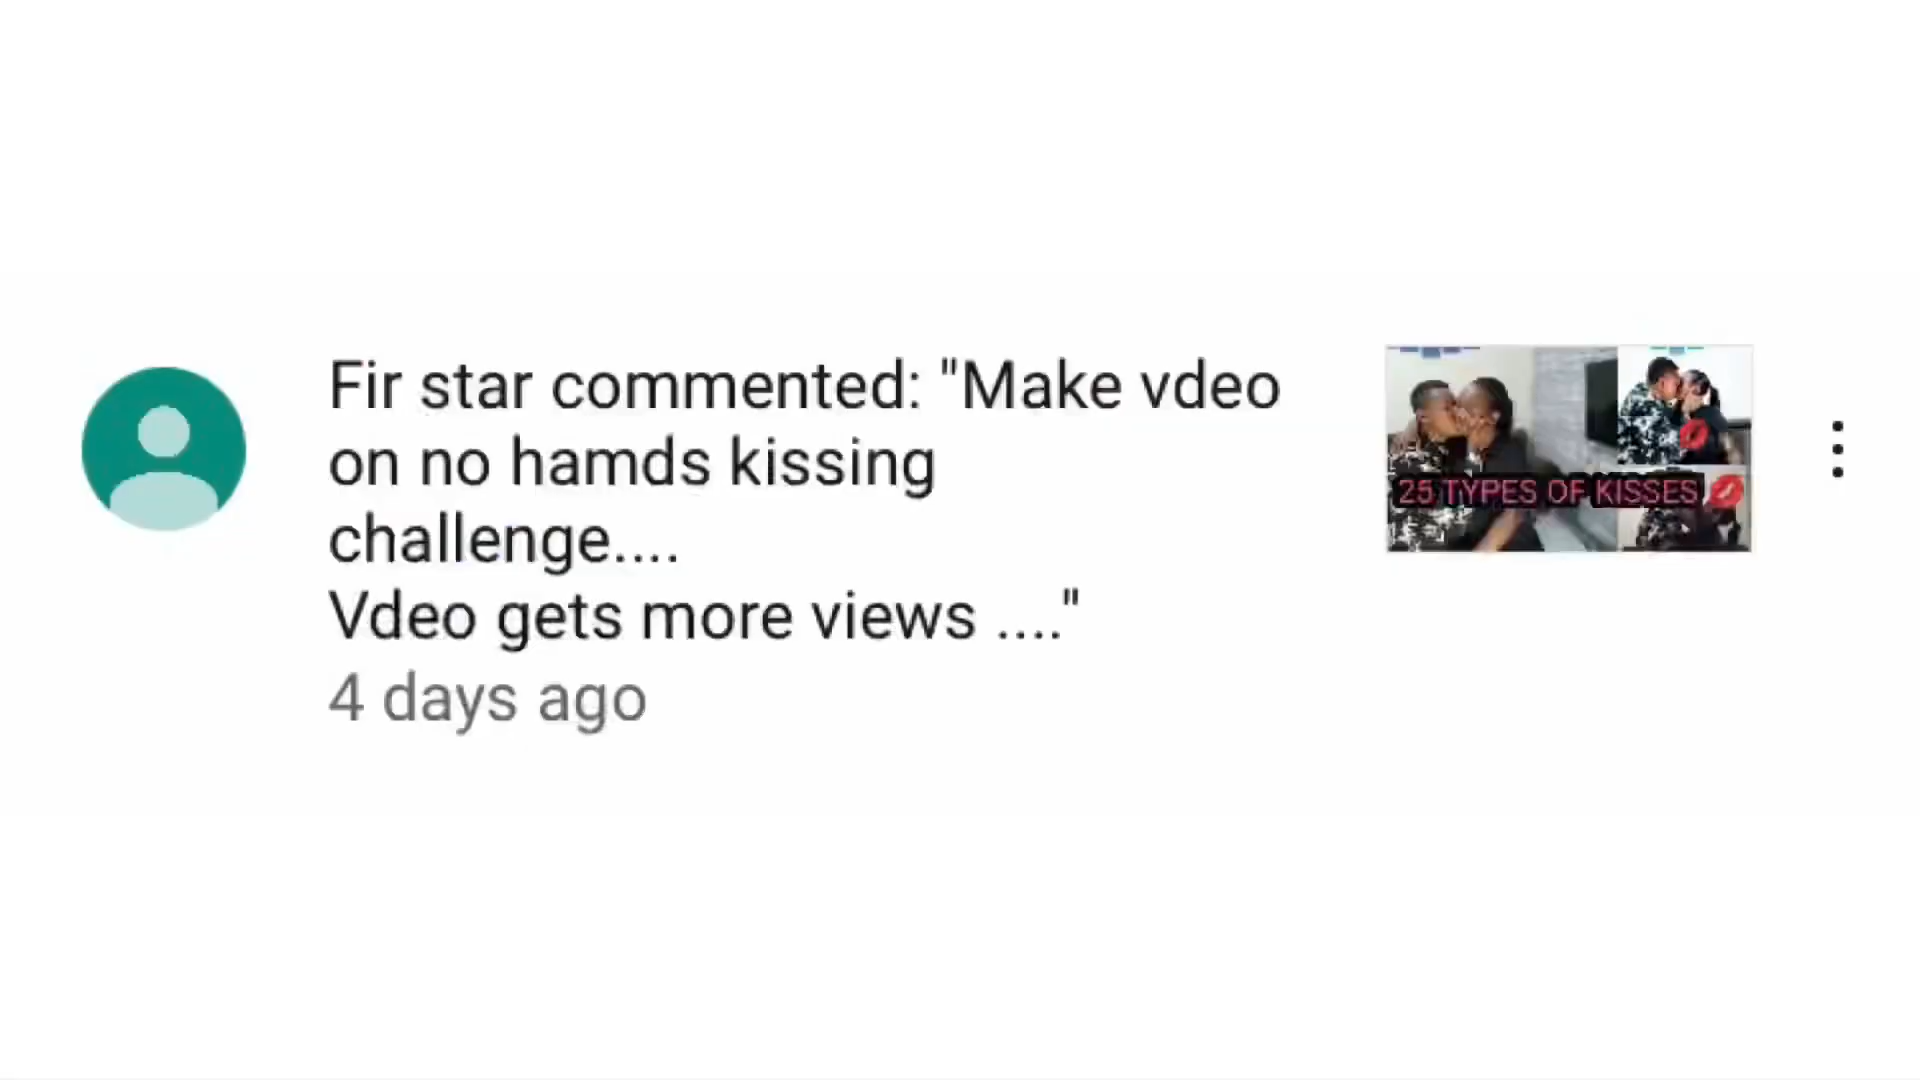 Fir star commented: "Make vdeo
on no hamds kissing
challenge....
Vdeo gets more views ...."
4 days ago
25 TYPES OF KISSES